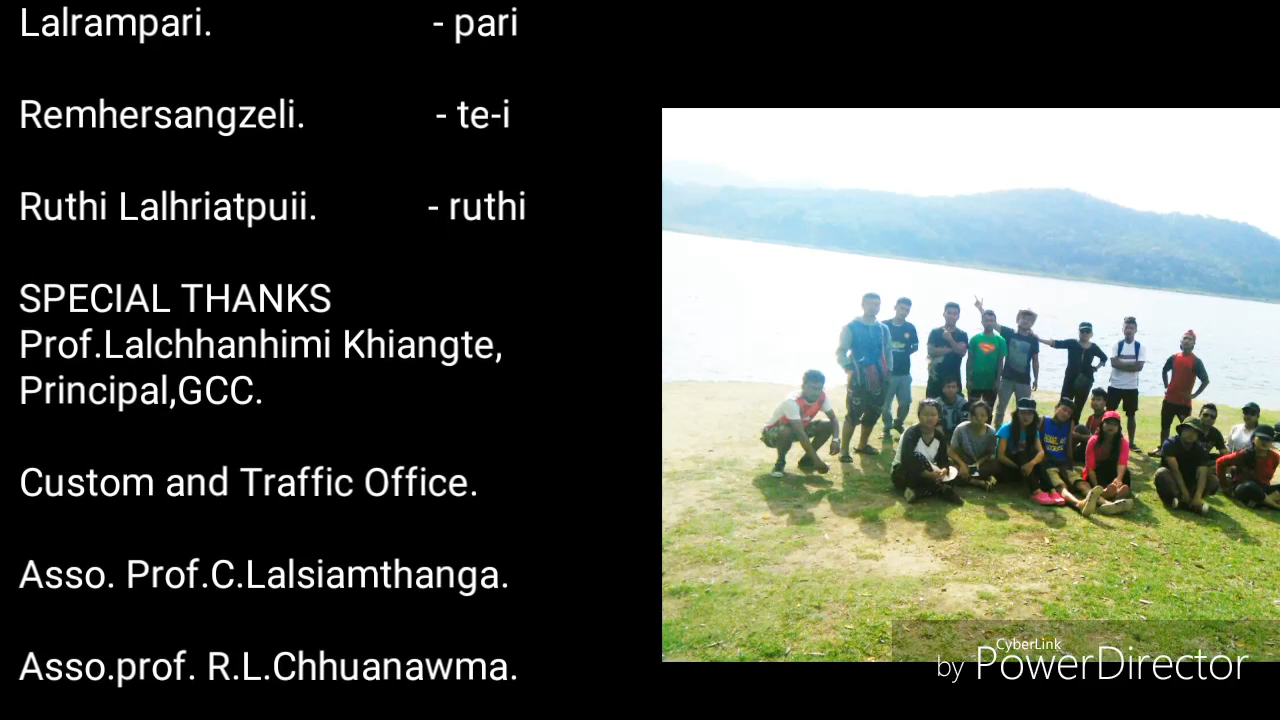 Lalrampari. - pari
Remhersangzeli. - te-i
Ruthi Lalhriatpuii. - ruthi
SPECIAL THANKS
Prof.Lalchhanhimi Khiangte,
Principal,GCC.
Custom and Traffic Office.
Asso. Prof.C.Lalsiamthanga.
Asso.prof. R.L.Chhuanawma.
CyberLink
by PowerDirector